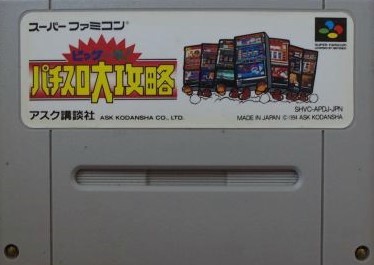 スーパーファミコン
ビッグ一撃
パチスロ大攻略
アスク講談社 ASK KODANSHA CO., LTD.
SUPER FAMICOM
SHVC-APDJ-JPN
MADE IN JAPAN ©1994 ASK KODANSHA